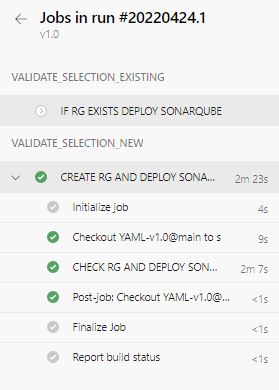 Jobs in run #20220424.1
v1.0
VALIDATE_SELECTION_EXISTING
IF RG EXISTS DEPLOY SONARQUBE
VALIDATE_SELECTION_NEW
CREATE RG AND DEPLOY SONA... 2m 23s
Initialize job 4s
Checkout YAML-v1.0@main to s 9s
CHECK RG AND DEPLOY SON... 2m 7s
Post-job: Checkout YAML-v1.0@... <1s
Finalize Job <1s
Report build status <1s